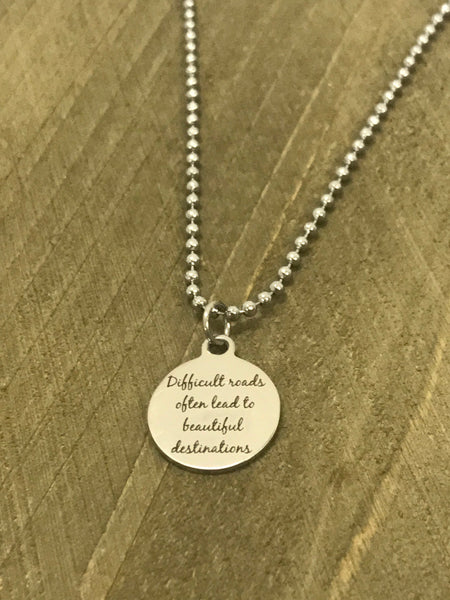 Difficult roads
often lead to
beautiful
destinations